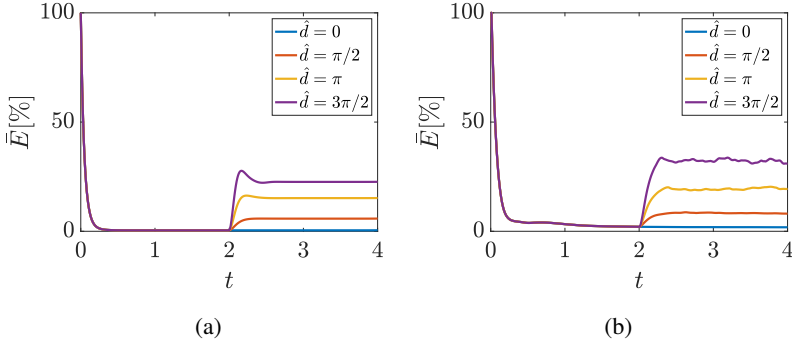 100
50
0
Ē[%]
0 1 2 3 4
t
d̂ = 0
d̂ = π/2
d̂ = π
d̂ = 3π/2
(a)
100
50
0
Ē[%]
0 1 2 3 4
t
d̂ = 0
d̂ = π/2
d̂ = π
d̂ = 3π/2
(b)